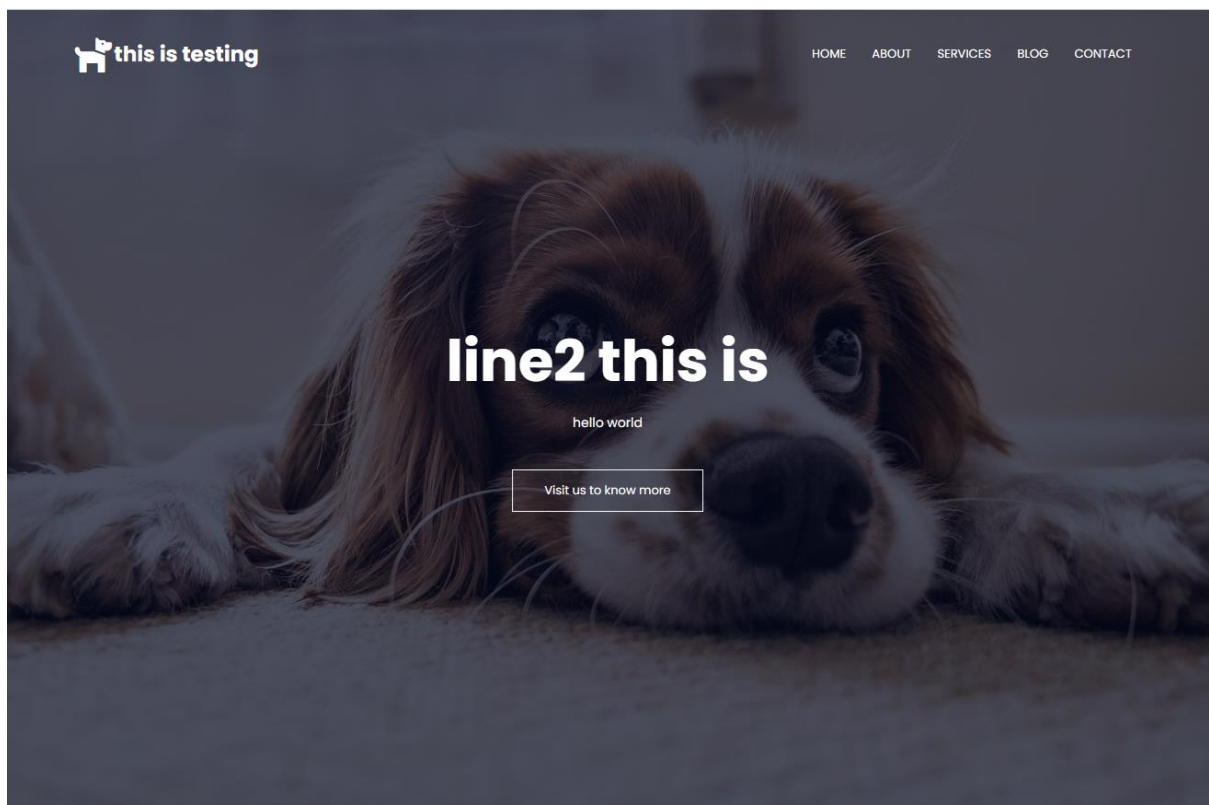 this is testing
HOME ABOUT SERVICES BLOG CONTACT
line2 this is
hello world
Visit us to know more